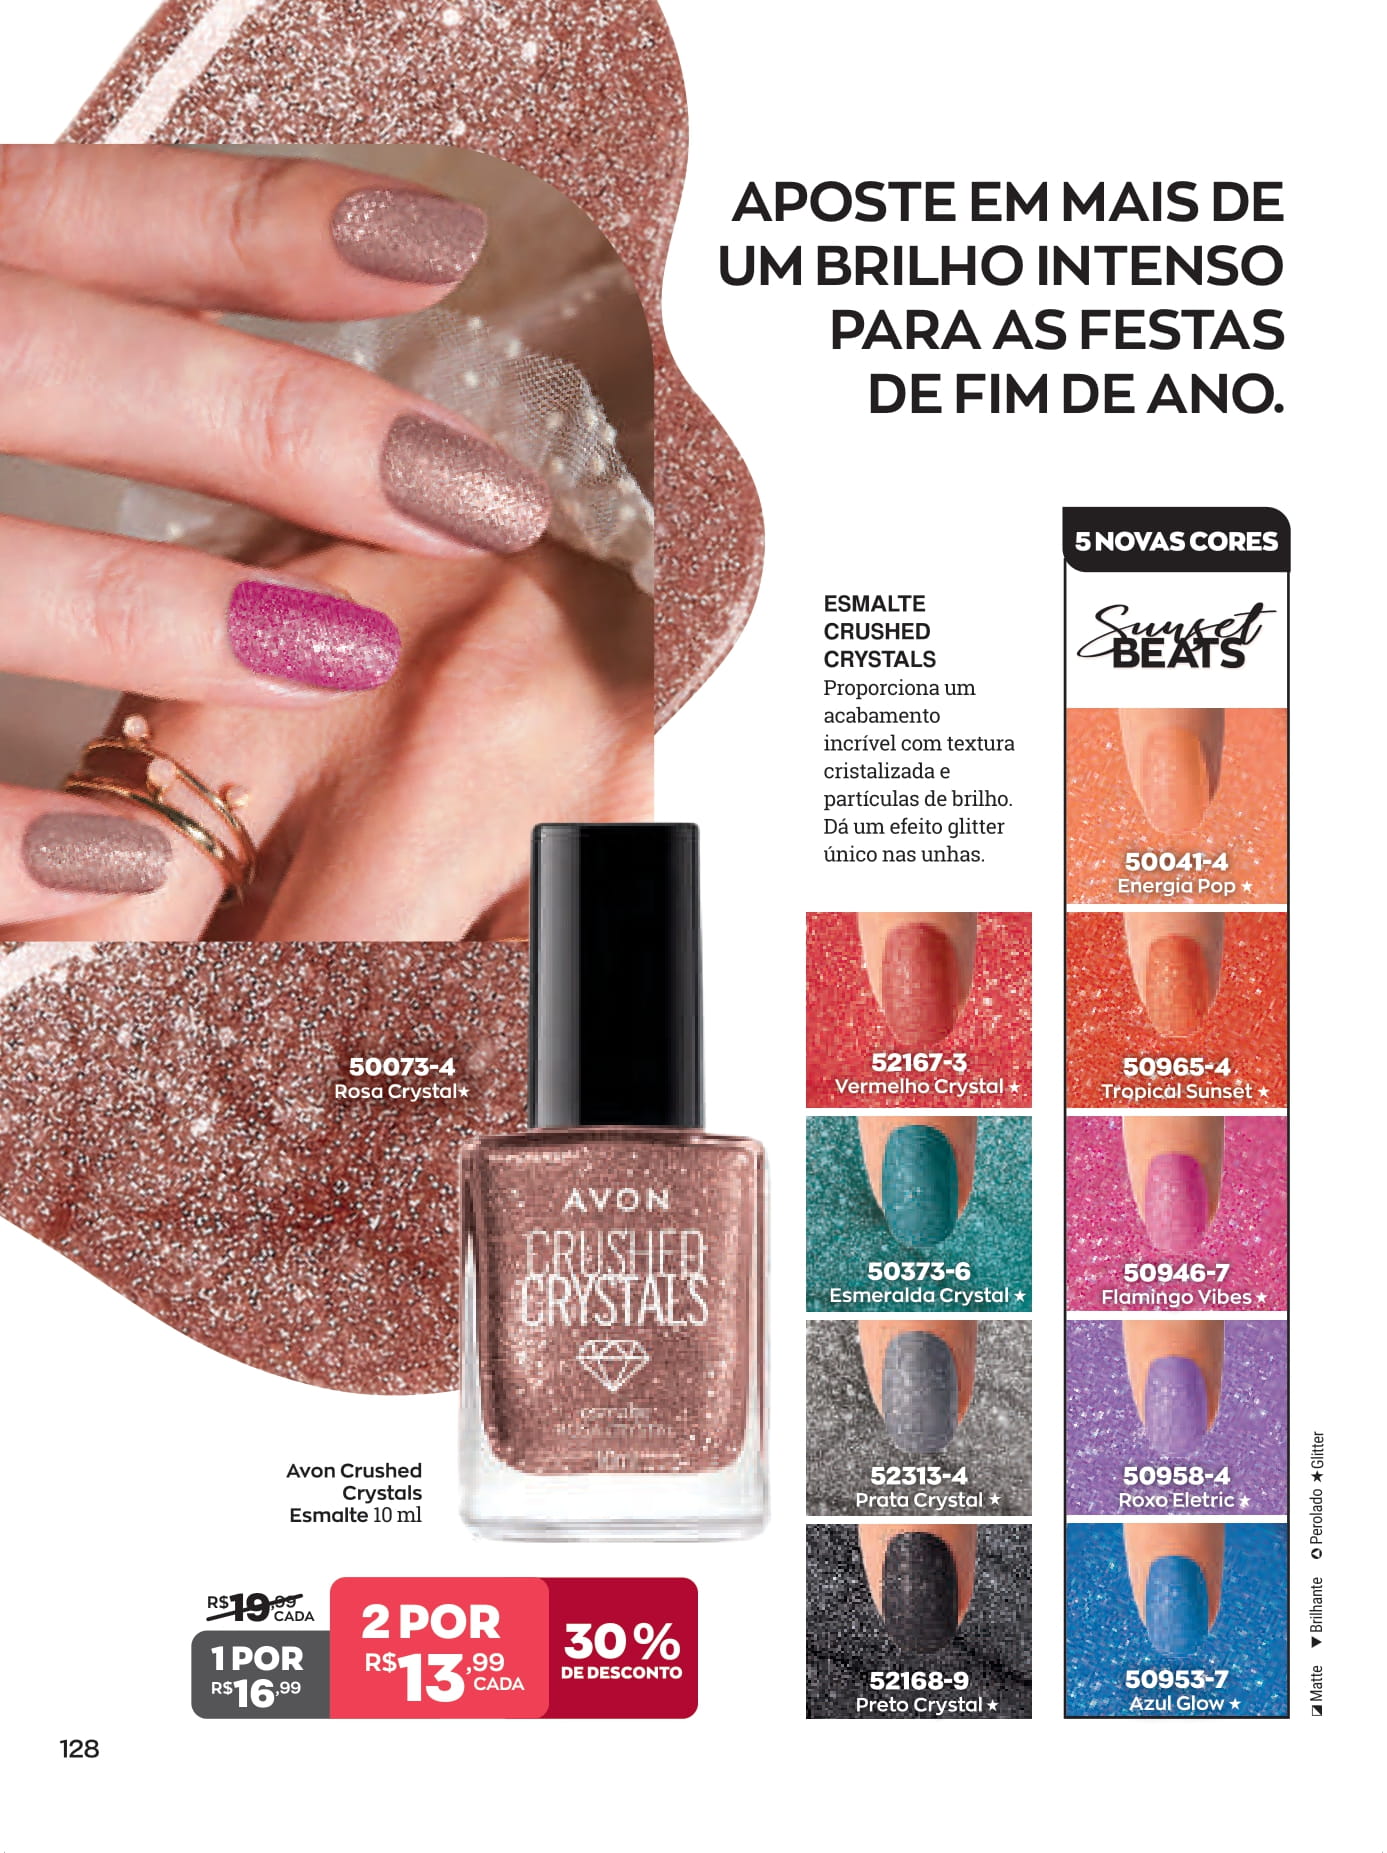 APOSTE EM MAIS DE
UM BRILHO INTENSO
PARA AS FESTAS
DE FIM DE ANO.
ESMALTE
CRUSHED
CRYSTALS
Proporciona um
acabamento
incrível com textura
cristalizada e
partículas de brilho.
Dá um efeito glitter
único nas unhas.
5 NOVAS CORES
Sunset
BEATS
50041-4
Energia Pop ★
52167-3
Vermelho Crystal ★
50965-4
Tropical Sunset ★
50373-6
Esmeralda Crystal ★
50946-7
Flamingo Vibes ★
52313-4
Prata Crystal ★
50958-4
Roxo Eletric ★
52168-9
Preto Crystal ★
50953-7
Azul Glow ★
50073-4
Rosa Crystal ★
AVON
CRUSHED
CRYSTALS
esmalte
ROSA CRYSTAL
10ml
Avon Crushed
Crystals
Esmalte 10 ml
R$19,99
CADA
1 POR
R$16,99
2 POR
R$13,99
CADA
30%
DE DESCONTO
Matte Brilhante Perolado ★ Glitter
128